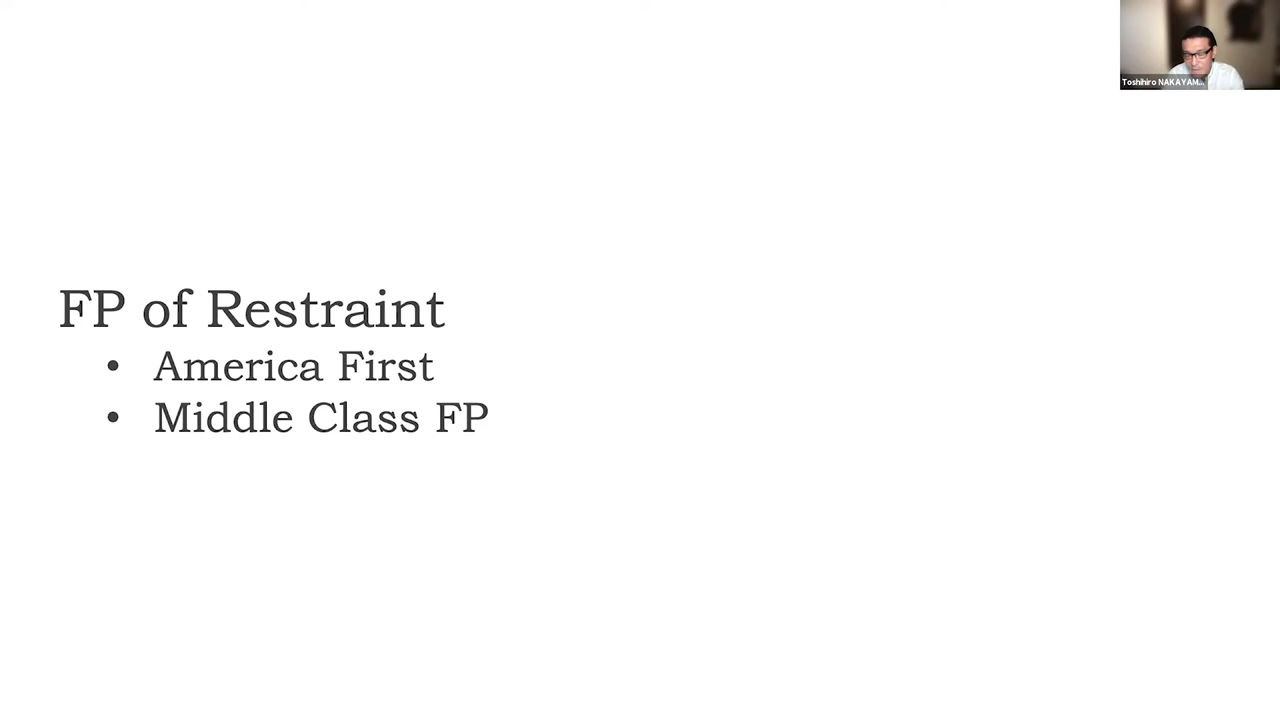 Toshihiro NAKAYAM...
FP of Restraint
• America First
• Middle Class FP